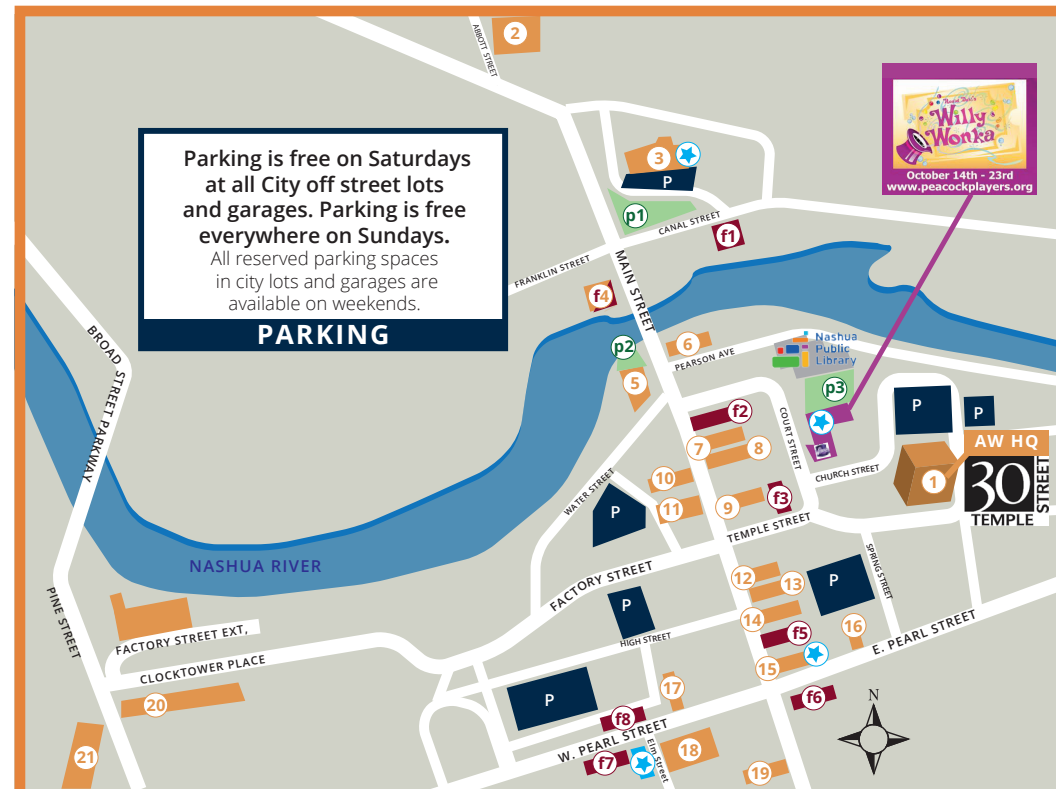 ABBOTT STREET
2
Nashua Public Library
Willy
Wonka
October 14th - 23rd
www.peacockplayers.org
Parking is free on Saturdays
at all City off street lots
and garages. Parking is free
everywhere on Sundays.
All reserved parking spaces
in city lots and garages are
available on weekends.
PARKING
3
P
p1
CANAL STREET
f1
FRANKLIN STREET
MAIN STREET
f4
p2
5
6
PEARSON AVE
p3
P
P
BROAD STREET PARKWAY
f2
7
8
COURT STREET
CHURCH STREET
AW HQ
1
30
TEMPLE
STREET
10
11
9
f3
WATER STREET
P
TEMPLE STREET
NASHUA RIVER
FACTORY STREET
12
13
14
P
SPRING STREET
P
HIGH STREET
f5
15
16
E. PEARL STREET
PINE STREET
FACTORY STREET EXT,
CLOCKTOWER PLACE
20
21
P
17
f8
f6
W. PEARL STREET
f7
Elm Street
18
19
N